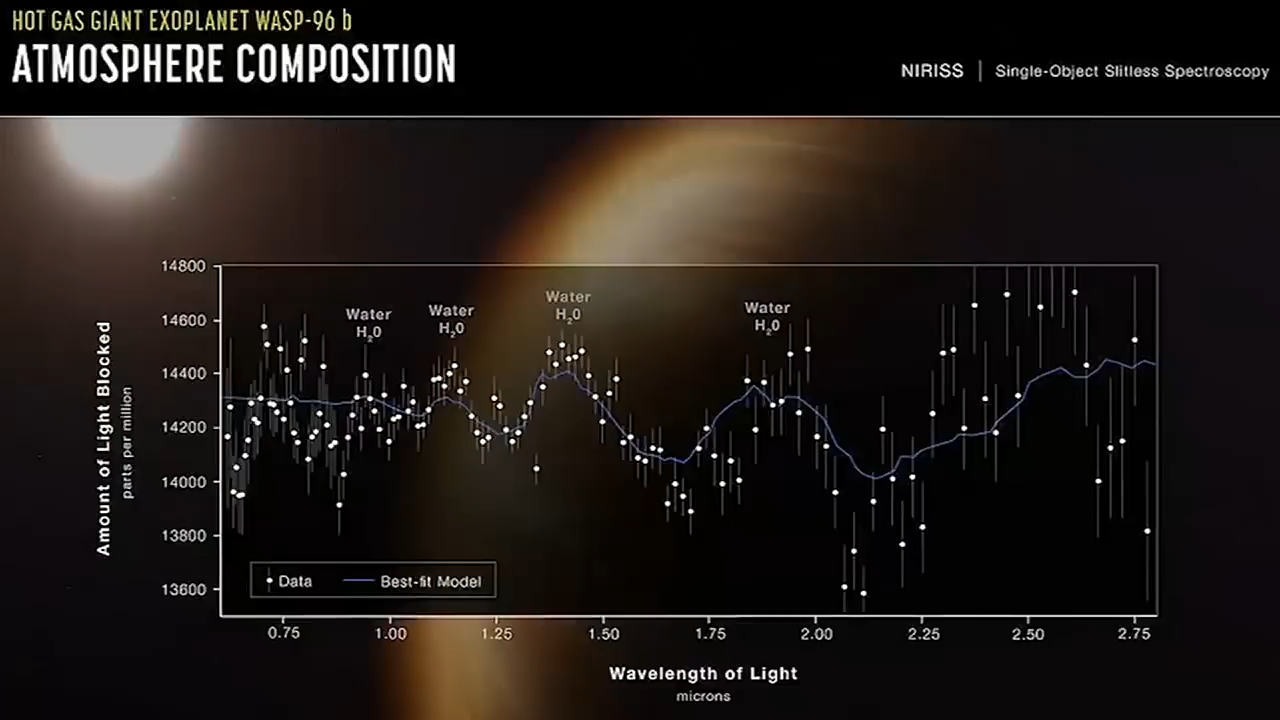 HOT GAS GIANT EXOPLANET WASP-96 b
ATMOSPHERE COMPOSITION
NIRISS | Single-Object Slitless Spectroscopy
Amount of Light Blocked
parts per million
14800
14600
14400
14200
14000
13800
13600
Water
H₂O
Water
H₂O
Water
H₂O
Water
H₂O
Data
Best-fit Model
0.75 1.00 1.25 1.50 1.75 2.00 2.25 2.50 2.75
Wavelength of Light
microns